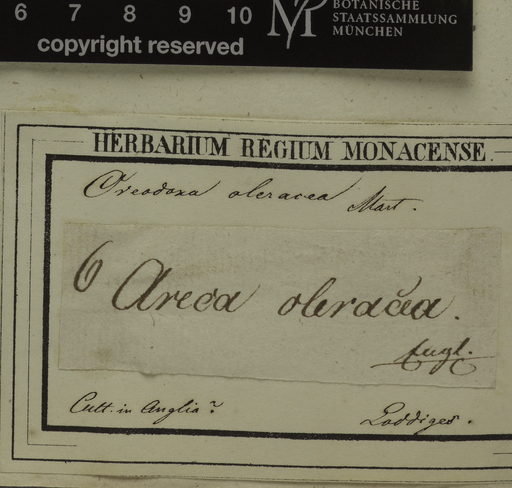 6 7 8 9 10
BOTANISCHE
STAATSSAMMLUNG
MÜNCHEN
copyright reserved
HERBARIUM REGIUM MONACENSE.
Oreodoxa oleracea Mart.
6 Areca oleracea.
Angl.
Cult. in Anglia?
Loddiges.